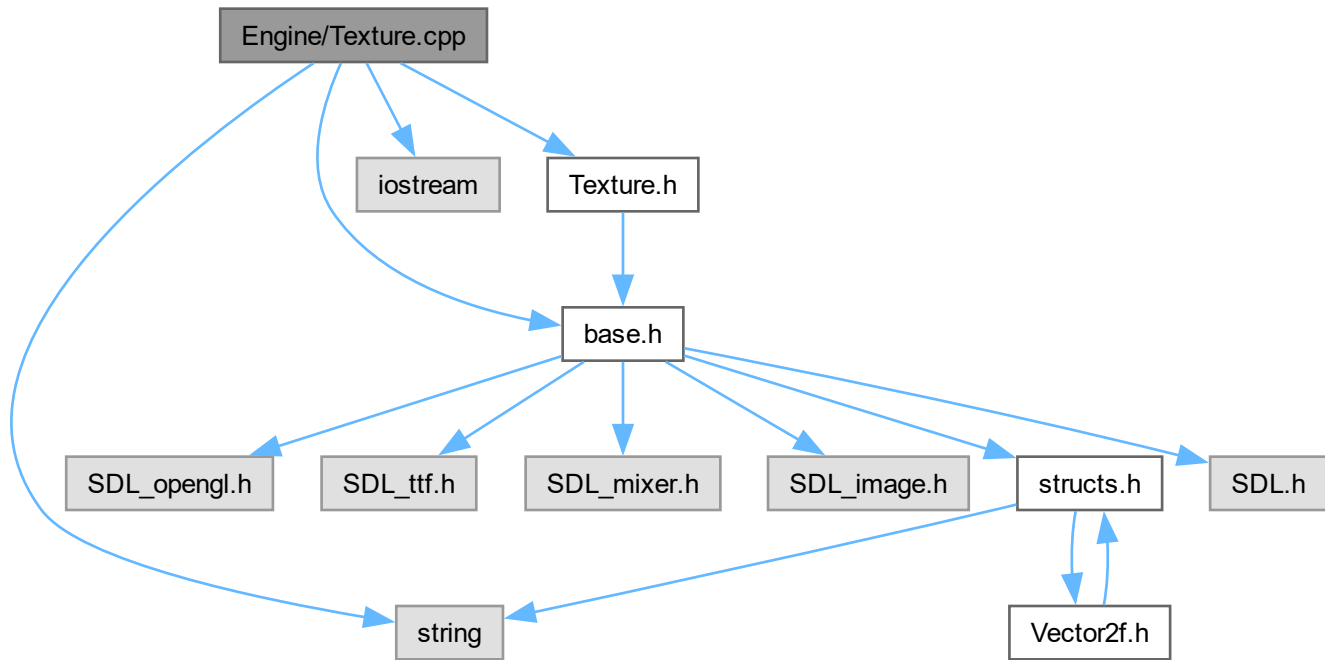 Engine/Texture.cpp
iostream
Texture.h
base.h
SDL_opengl.h
SDL_ttf.h
SDL_mixer.h
SDL_image.h
structs.h
SDL.h
string
Vector2f.h